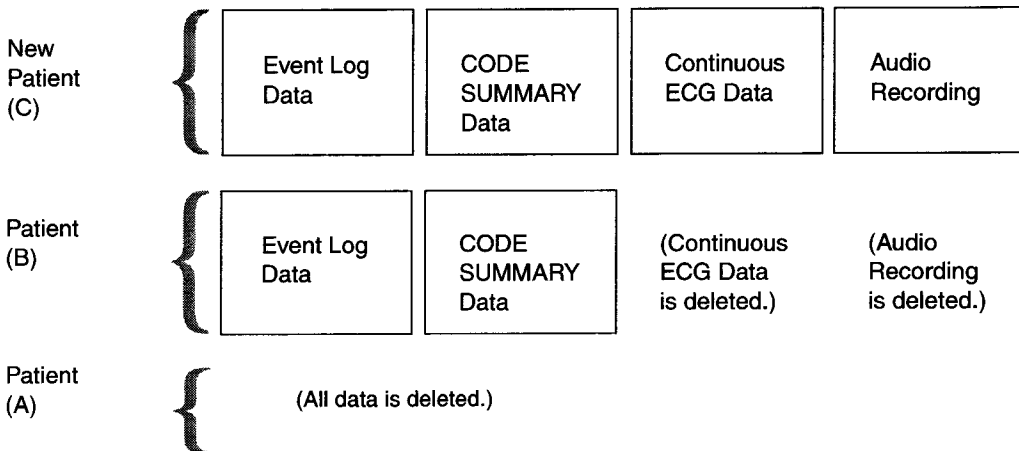 New
Patient
(C)
Event Log
Data
CODE
SUMMARY
Data
Continuous
ECG Data
Audio
Recording
Patient
(B)
Event Log
Data
CODE
SUMMARY
Data
(Continuous
ECG Data
is deleted.)
(Audio
Recording
is deleted.)
Patient
(A)
(All data is deleted.)